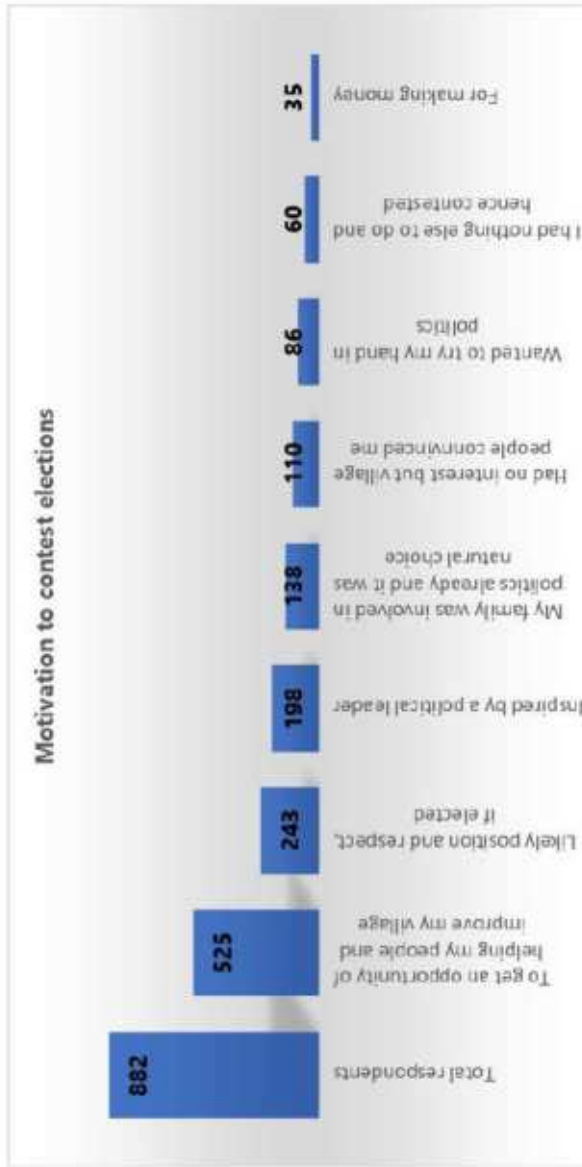 Motivation to contest elections
882
525
243
198
138
110
86
60
35
Total respondents
To get an opportunity of
helping my people and
improve my village
Likely position and respect,
if elected
Inspired by a political leader
My family was involved in
politics already and it was
natural choice
Had no interest but village
people connvinced me
Wanted to try my hand in
politics
I had nothing else to do and
hence contested
For making money